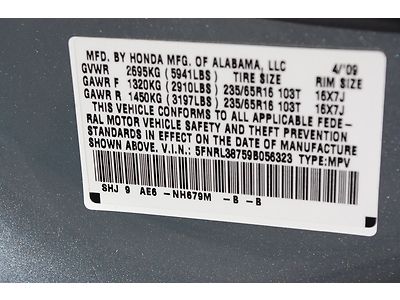 MFD. BY HONDA MFG. OF ALABAMA, LLC 4/'09
GVWR 2695KG (5941LBS) TIRE SIZE RIM SIZE
GAWR F 1320KG (2910LBS) 235/65R16 103T 16X7J
GAWR R 1450KG (3197LBS) 235/65R16 103T 16X7J
THIS VEHICLE CONFORMS TO ALL APPLICABLE FEDE-
RAL MOTOR VEHICLE SAFETY AND THEFT PREVENTION
STANDARDS IN EFFECT ON THE DATE OF MANUFACTURE
SHOWN ABOVE. V.I.N.: 5FNRL38759B056323 TYPE:MPV
SHJ 9 AE6 -NH679M -B -B